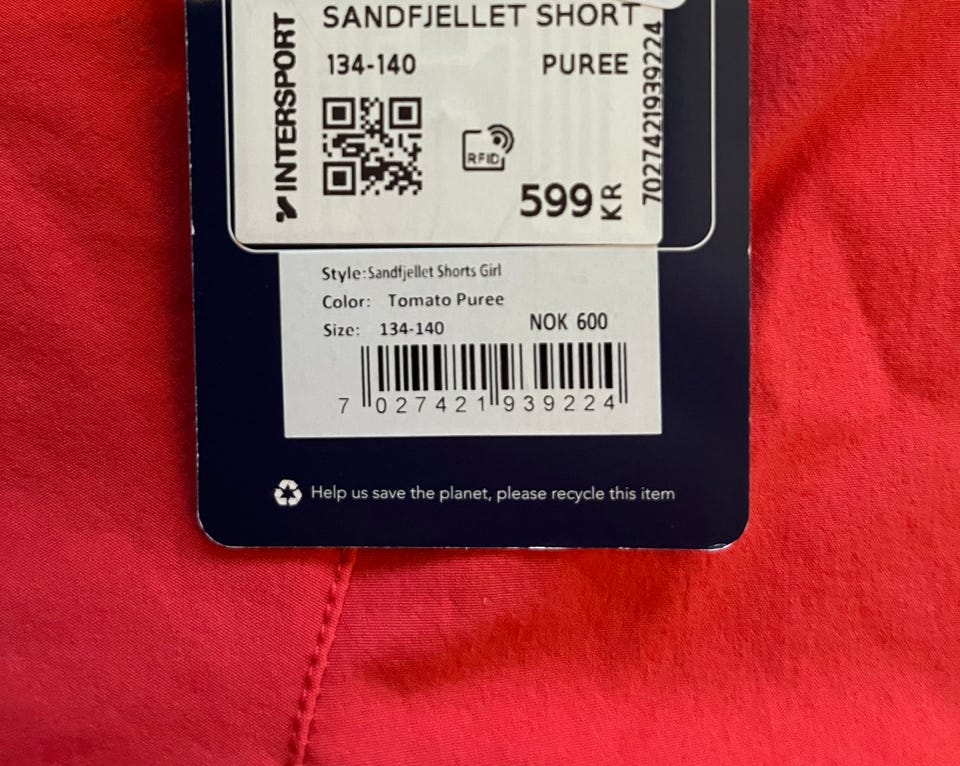 SANDFJELLET SHORT
134-140 PUREE
INTERSPORT
RFID
599 KR
7027421939224
Style:Sandfjellet Shorts Girl
Color: Tomato Puree
Size: 134-140 NOK 600
7 027421 939224
Help us save the planet, please recycle this item